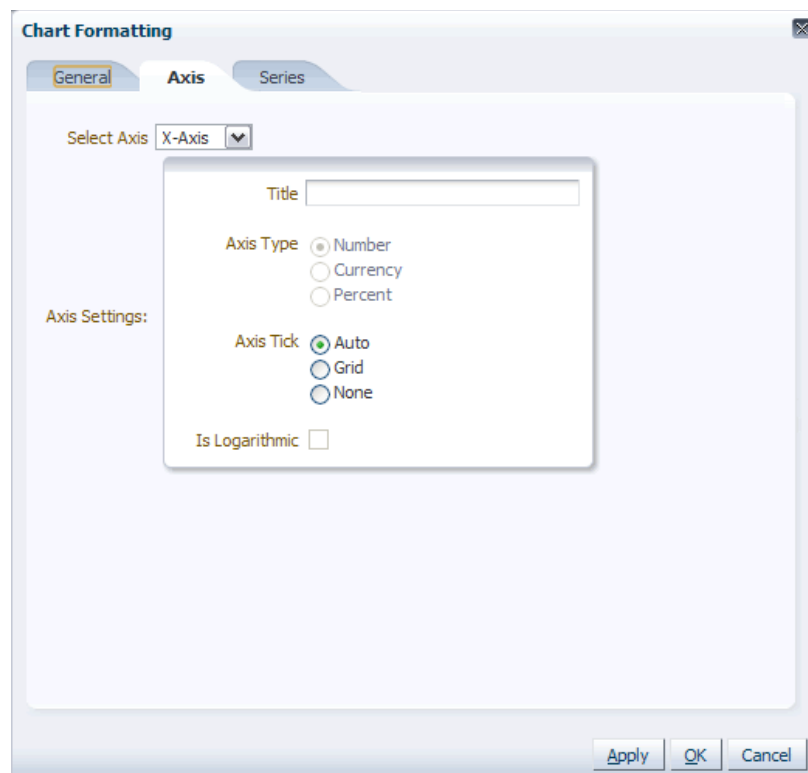 Chart Formatting
General Axis Series
Select Axis X-Axis
Title
Axis Type Number
Currency
Percent
Axis Settings:
Axis Tick Auto
Grid
None
Is Logarithmic
Apply OK Cancel